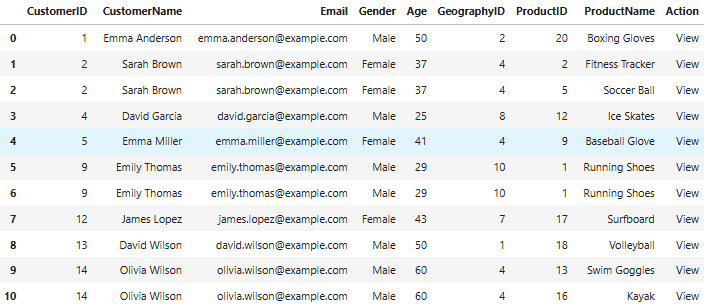 CustomerID CustomerName Email Gender Age GeographyID ProductID ProductName Action
0 1 Emma Anderson emma.anderson@example.com Male 50 2 20 Boxing Gloves View
1 2 Sarah Brown sarah.brown@example.com Female 37 4 2 Fitness Tracker View
2 2 Sarah Brown sarah.brown@example.com Female 37 4 5 Soccer Ball View
3 4 David Garcia david.garcia@example.com Male 25 8 12 Ice Skates View
4 5 Emma Miller emma.miller@example.com Female 41 4 9 Baseball Glove View
5 9 Emily Thomas emily.thomas@example.com Male 29 10 1 Running Shoes View
6 9 Emily Thomas emily.thomas@example.com Male 29 10 1 Running Shoes View
7 12 James Lopez james.lopez@example.com Female 43 7 17 Surfboard View
8 13 David Wilson david.wilson@example.com Male 50 1 18 Volleyball View
9 14 Olivia Wilson olivia.wilson@example.com Male 60 4 13 Swim Goggles View
10 14 Olivia Wilson olivia.wilson@example.com Male 60 4 16 Kayak View